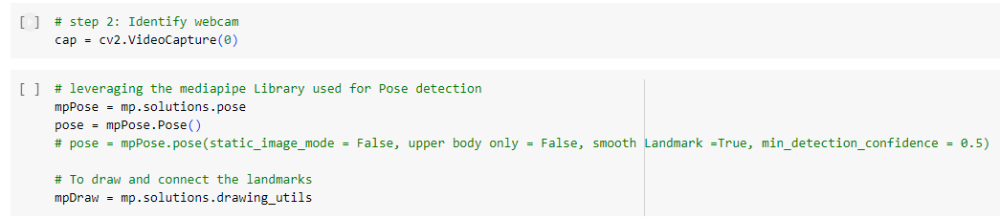 [ ] # step 2: Identify webcam
cap = cv2.VideoCapture(0)
[ ] # leveraging the mediapipe Library used for Pose detection
mpPose = mp.solutions.pose
pose = mpPose.Pose()
# pose = mpPose.pose(static_image_mode = False, upper body only = False, smooth Landmark =True, min_detection_confidence = 0.5)
# To draw and connect the landmarks
mpDraw = mp.solutions.drawing_utils